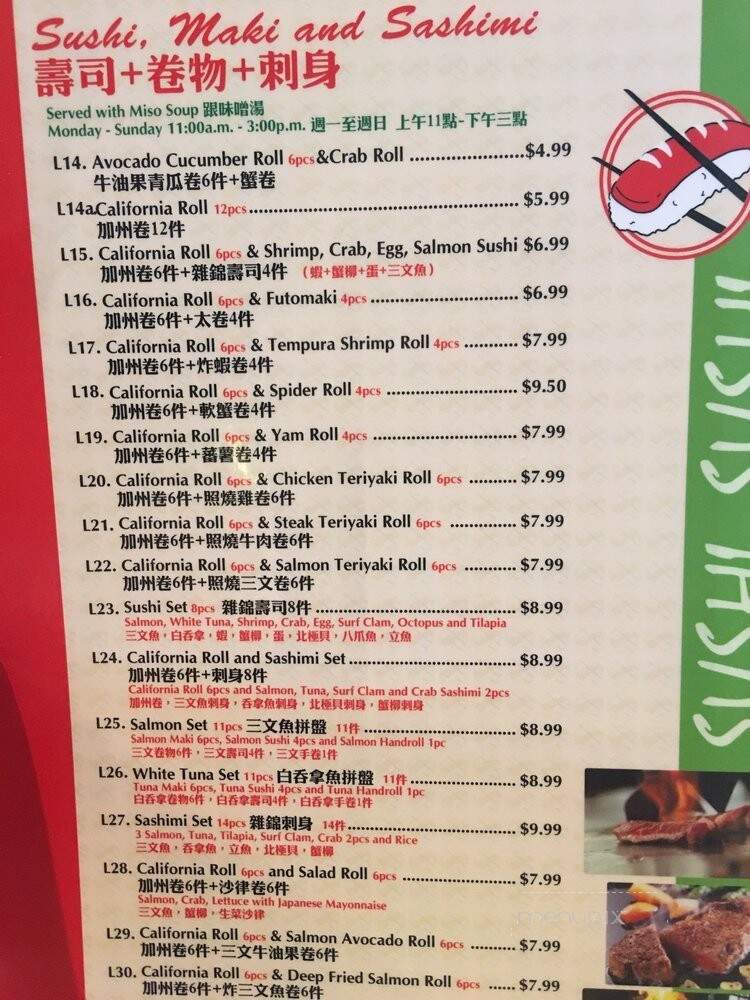 Sushi, Maki and Sashimi
壽司+卷物+刺身
Served with Miso Soup 跟味噌湯
Monday - Sunday 11:00a.m. - 3:00p.m. 週一至週日 上午11點-下午三點
L14. Avocado Cucumber Roll 6pcs&Crab Roll ........................$4.99
牛油果青瓜卷6件+蟹卷
L14a.California Roll 12pcs....................................................... $5.99
加州卷12件
L15. California Roll 6pcs & Shrimp, Crab, Egg, Salmon Sushi $6.99
加州卷6件+雜錦壽司4件 （蝦+蟹柳+蛋+三文魚）
L16. California Roll 6pcs & Futomaki 4pcs .............................. $6.99
加州卷6件+太卷4件
L17. California Roll 6pcs & Tempura Shrimp Roll 4pcs .......... $7.99
加州卷6件+炸蝦卷4件
L18. California Roll 6pcs & Spider Roll 4pcs .......................... $9.50
加州卷6件+軟蟹卷4件
L19. California Roll 6pcs & Yam Roll 4pcs ............................. $7.99
加州卷6件+蕃薯卷4件
L20. California Roll 6pcs & Chicken Teriyaki Roll 6pcs .......... $7.99
加州卷6件+照燒雞卷6件
L21. California Roll 6pcs & Steak Teriyaki Roll 6pcs .............. $7.99
加州卷6件+照燒牛肉卷6件
L22. California Roll 6pcs & Salmon Teriyaki Roll 6pcs ........... $7.99
加州卷6件+照燒三文卷6件
L23. Sushi Set 8pcs 雜錦壽司8件 .......................................... $8.99
Salmon, White Tuna, Shrimp, Crab, Egg, Surf Clam, Octopus and Tilapia
三文魚，白吞拿，蝦，蟹柳，蛋，北極貝，八爪魚，立魚
L24. California Roll and Sashimi Set................................... $8.99
加州卷6件+刺身8件
California Roll 6pcs and Salmon, Tuna, Surf Clam and Crab Sashimi 2pcs
加州卷，三文魚刺身，吞拿魚刺身，北極貝刺身，蟹柳刺身
L25. Salmon Set 11pcs 三文魚拼盤 11件 ................................ $8.99
Salmon Maki 6pcs, Salmon Sushi 4pcs and Salmon Handroll 1pc
三文卷物6件，三文壽司4件，三文手卷1件
L26. White Tuna Set 11pcs 白吞拿魚拼盤 11件 ...................... $8.99
Tuna Maki 6pcs, Tuna Sushi 4pcs and Tuna Handroll 1pc
白吞拿卷物6件，白吞拿壽司4件，白吞拿手卷1件
L27. Sashimi Set 14pcs 雜錦刺身 14件................................... $9.99
3 Salmon, Tuna, Tilapia, Surf Clam, Crab 2pcs and Rice
三文魚，吞拿魚，立魚，北極貝，蟹柳
L28. California Roll 6pcs and Salad Roll 6pcs ........................ $7.99
加州卷6件+沙律卷6件
Salmon, Crab, Lettuce with Japanese Mayonnaise
三文魚，蟹柳，生菜沙律
L29. California Roll 6pcs & Salmon Avocado Roll 6pcs .......... $7.99
加州卷6件+三文牛油果卷6件
L30. California Roll 6pcs & Deep Fried Salmon Roll 6pcs ...... $7.99
加州卷6件+炸三文魚卷6件
menupix